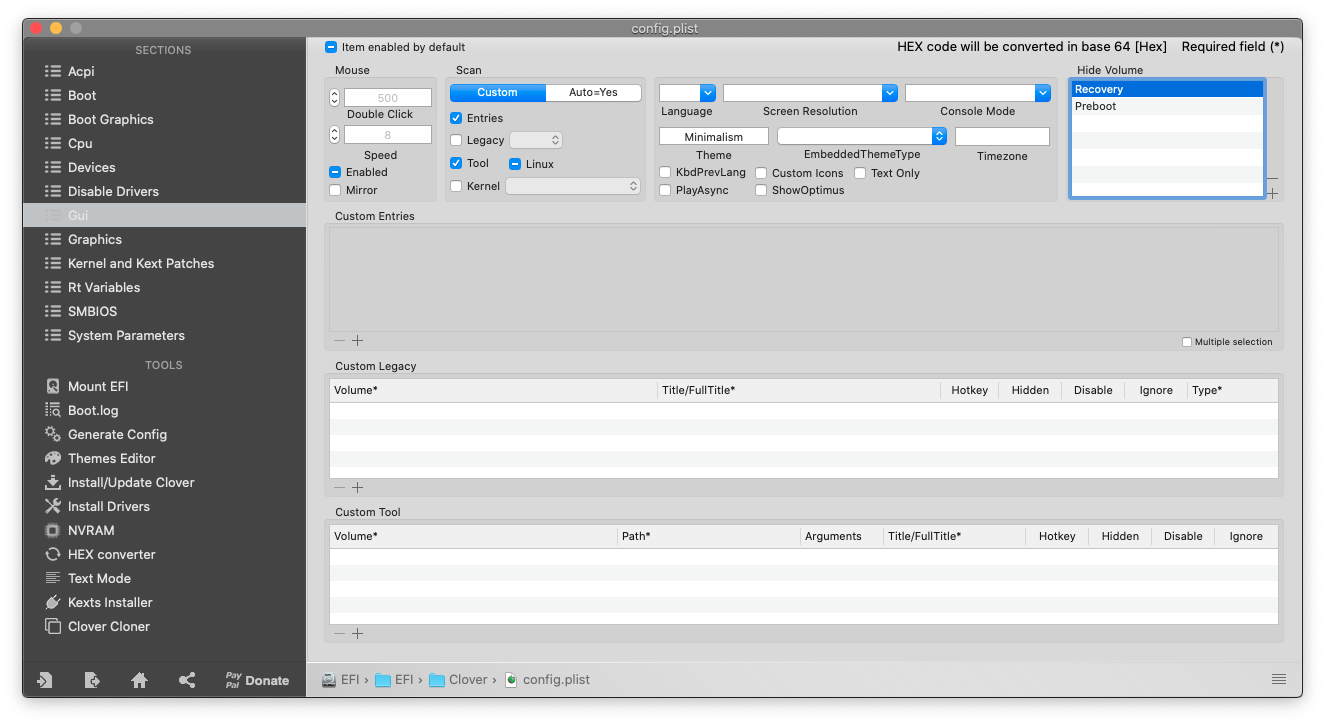 config.plist
SECTIONS
Acpi
Boot
Boot Graphics
Cpu
Devices
Disable Drivers
Gui
Graphics
Kernel and Kext Patches
Rt Variables
SMBIOS
System Parameters
TOOLS
Mount EFI
Boot.log
Generate Config
Themes Editor
Install/Update Clover
Install Drivers
NVRAM
HEX converter
Text Mode
Kexts Installer
Clover Cloner
Pay
Pal
Donate
Item enabled by default
HEX code will be converted in base 64 [Hex] Required field (*)
Mouse
500
Double Click
8
Speed
Enabled
Mirror
Scan
Custom Auto=Yes
Entries
Legacy
Tool Linux
Kernel
Language Screen Resolution Console Mode
Minimalism
Theme EmbeddedThemeType Timezone
KbdPrevLang Custom Icons Text Only
PlayAsync ShowOptimus
Hide Volume
Recovery
Preboot
Custom Entries
Multiple selection
Custom Legacy
Volume* Title/FullTitle* Hotkey Hidden Disable Ignore Type*
Custom Tool
Volume* Path* Arguments Title/FullTitle* Hotkey Hidden Disable Ignore
EFI › EFI › Clover › config.plist